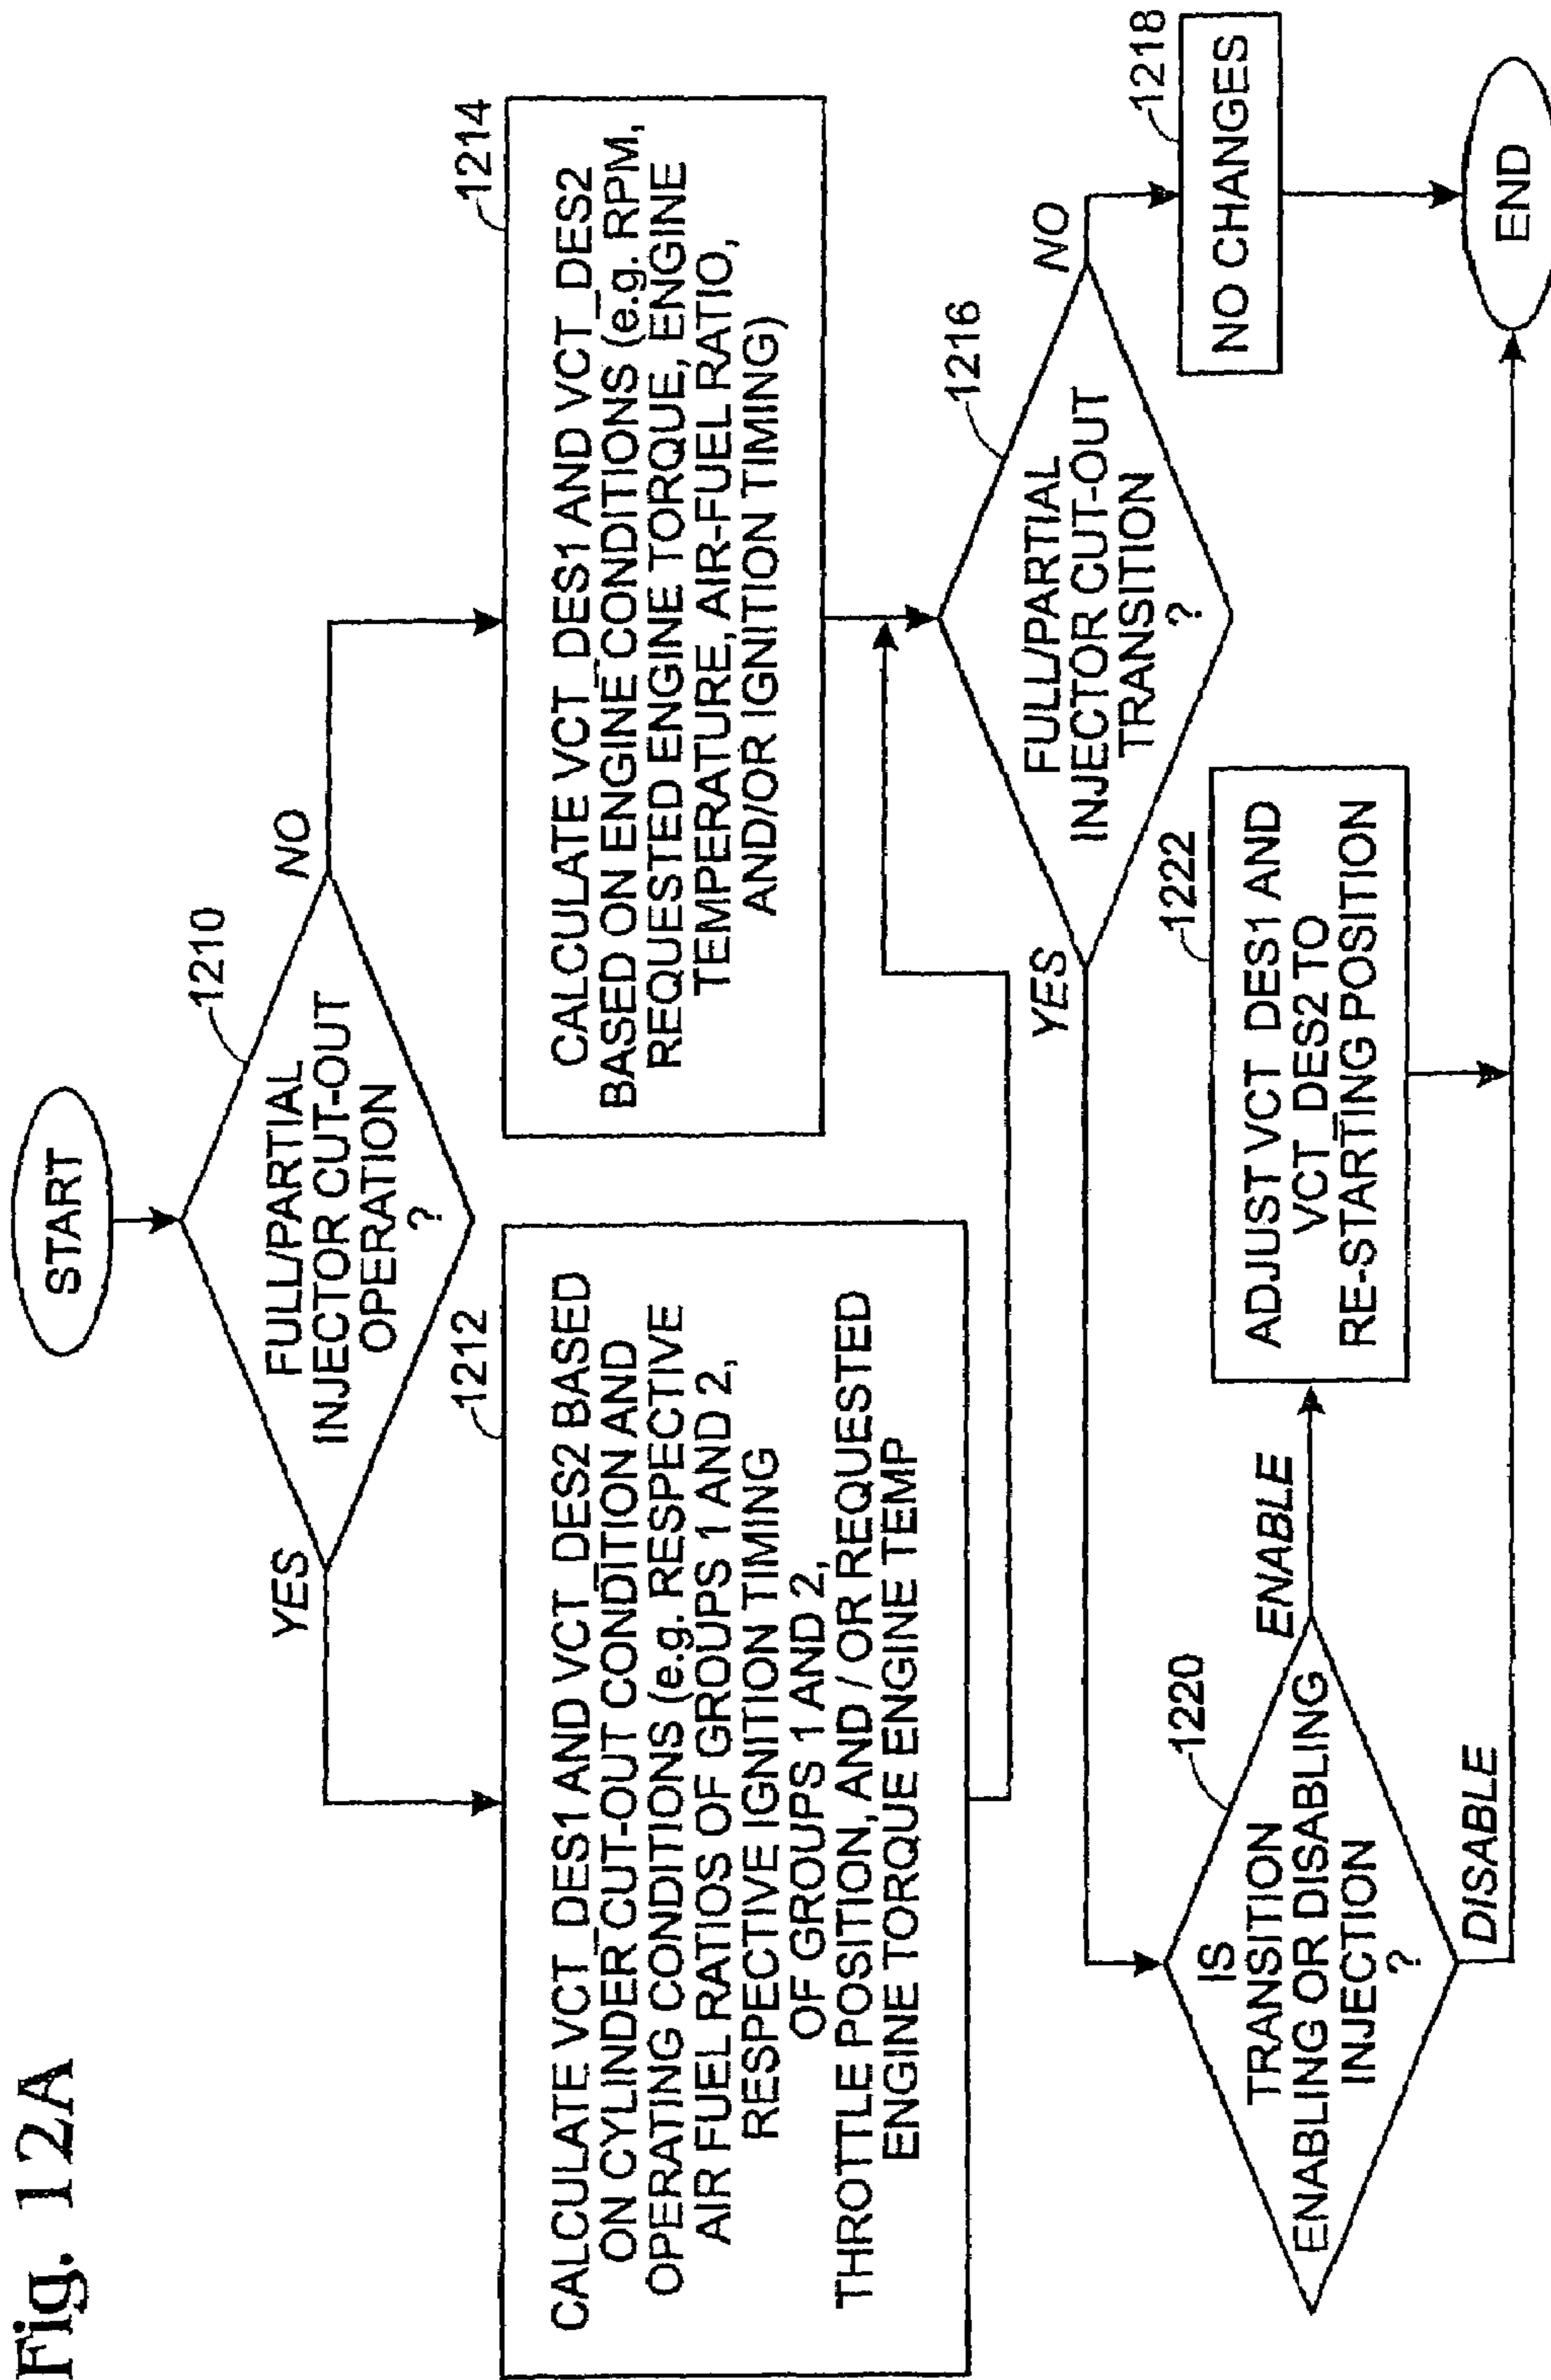 Fig. 12A
START
1210
FULL/PARTIAL
INJECTOR CUT-OUT
OPERATION
?
YES
NO
1212
CALCULATE VCT_DES1 AND VCT_DES2 BASED
ON CYLINDER CUT-OUT CONDITION AND
OPERATING CONDITIONS (e.g. RESPECTIVE
AIR FUEL RATIOS OF GROUPS 1 AND 2,
RESPECTIVE IGNITION TIMING
OF GROUPS 1 AND 2,
THROTTLE POSITION, AND / OR REQUESTED
ENGINE TORQUE ENGINE TEMP
1214
CALCULATE VCT_DES1 AND VCT_DES2
BASED ON ENGINE CONDITIONS (e.g. RPM,
REQUESTED ENGINE TORQUE, ENGINE
TEMPERATURE, AIR-FUEL RATIO,
AND/OR IGNITION TIMING)
1216
FULL/PARTIAL
INJECTOR CUT-OUT
TRANSITION
?
YES
NO
1218
NO CHANGES
1220
IS
TRANSITION
ENABLING OR DISABLING
INJECTION
?
ENABLE
DISABLE
1222
ADJUST VCT_DES1 AND
VCT_DES2 TO
RE-STARTING POSITION
END